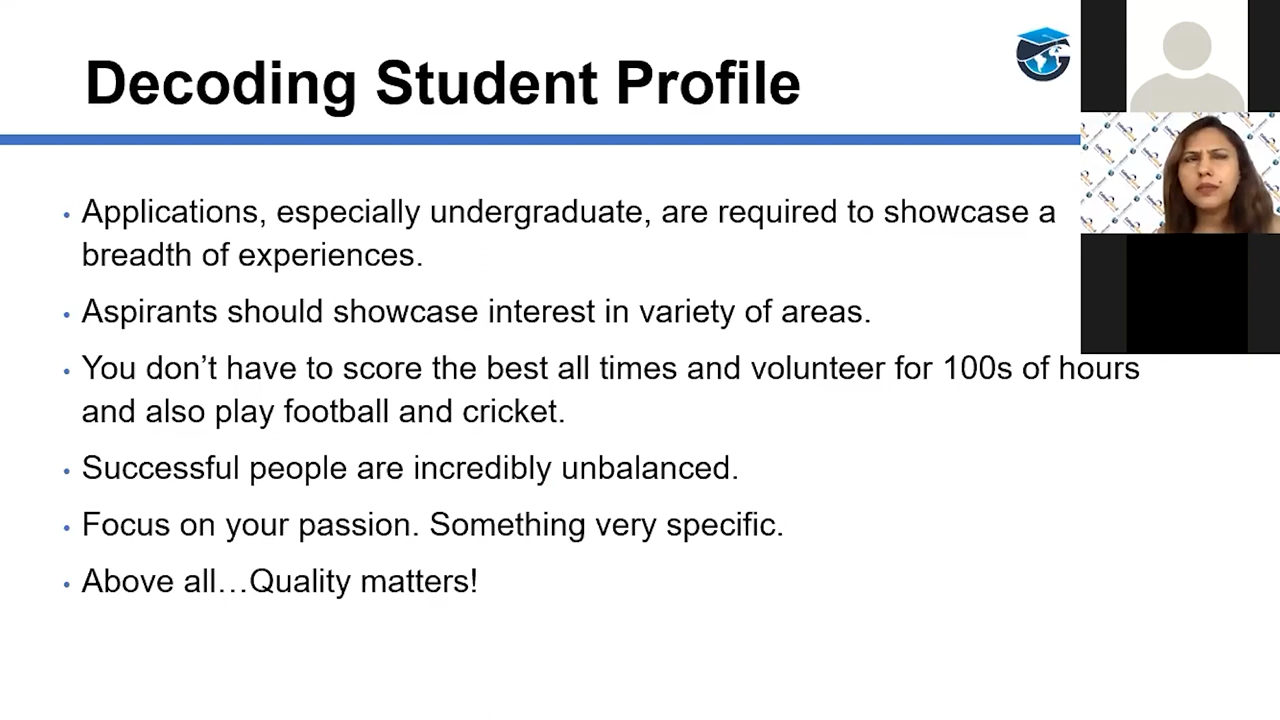 Decoding Student Profile
• Applications, especially undergraduate, are required to showcase a
breadth of experiences.
• Aspirants should showcase interest in variety of areas.
• You don’t have to score the best all times and volunteer for 100s of hours
and also play football and cricket.
• Successful people are incredibly unbalanced.
• Focus on your passion. Something very specific.
• Above all…Quality matters!